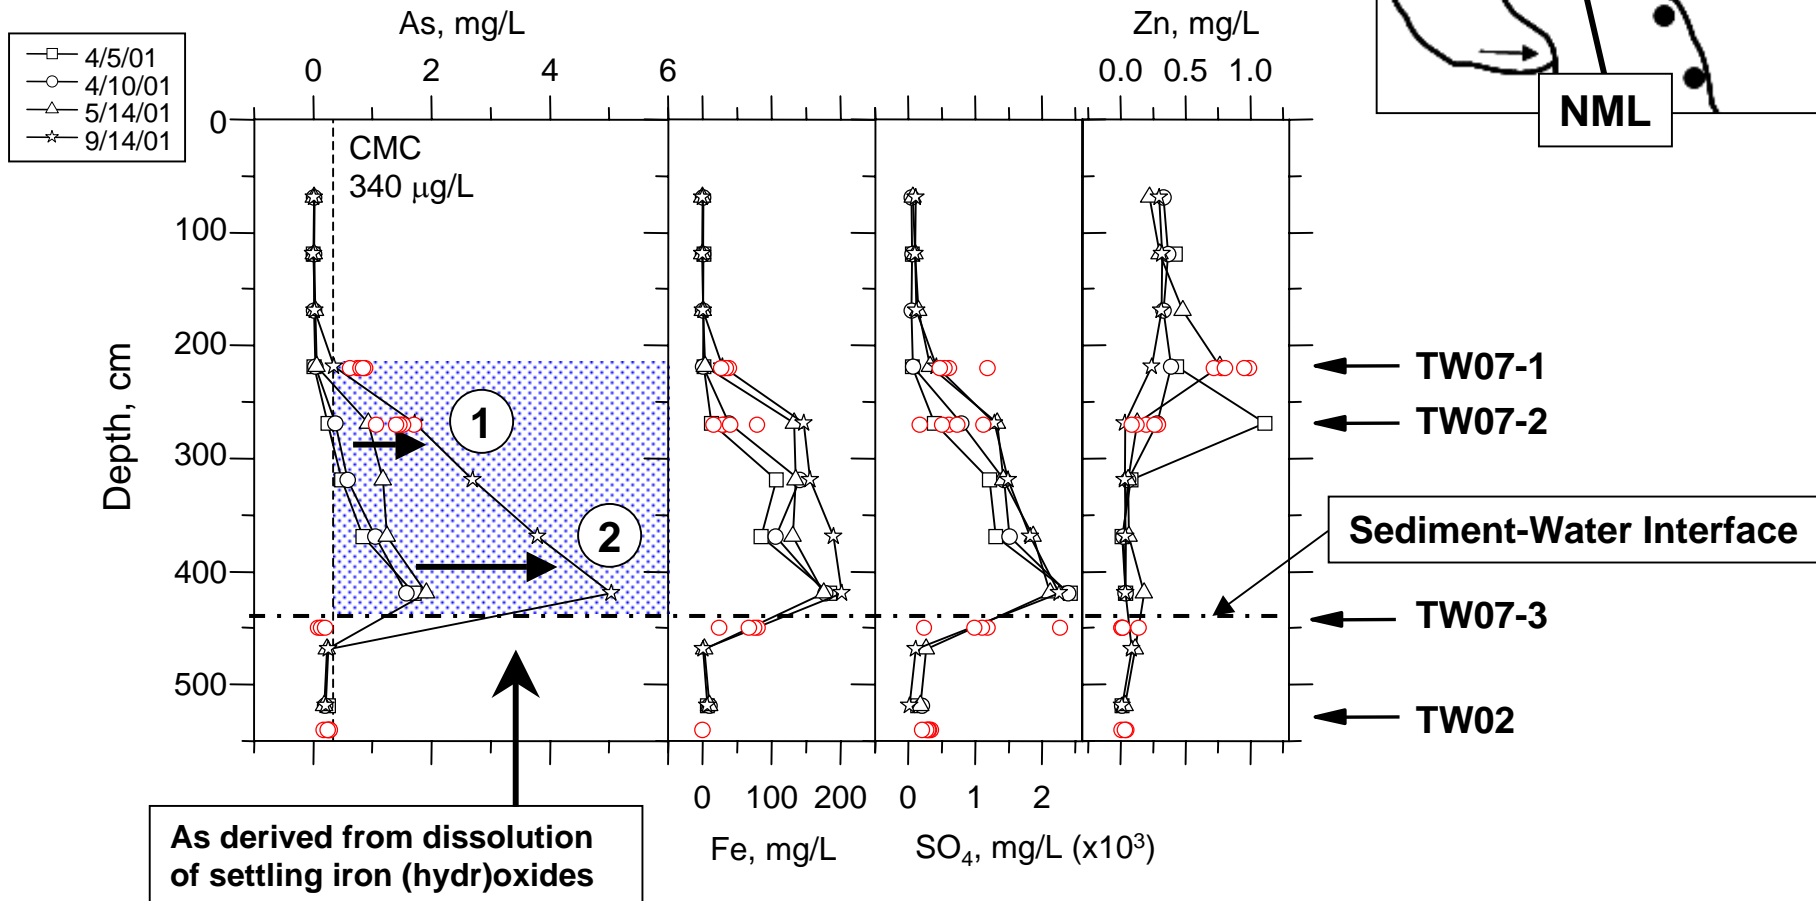 As, mg/L
Zn, mg/L
4/5/01
4/10/01
5/14/01
9/14/01
0 2 4 6
0.0 0.5 1.0
NML
0
100
200
300
400
500
Depth, cm
CMC
340 μg/L
1
2
TW07-1
TW07-2
Sediment-Water Interface
TW07-3
TW02
0 100 200
0 1 2
Fe, mg/L
SO₄, mg/L (x10³)
As derived from dissolution
of settling iron (hydr)oxides